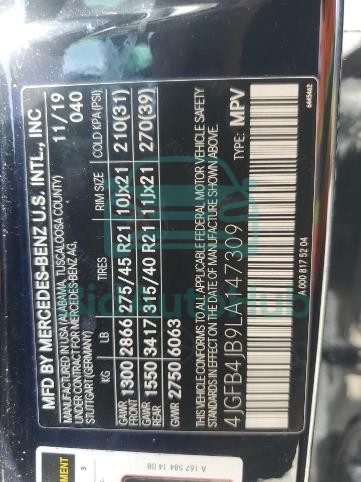 MFD BY MERCEDES-BENZ U.S. INTL., INC
MANUFACTURED IN USA (ALABAMA, TUSCALOOSA COUNTY) 11/19
UNDER CONTRACT FOR MERCEDES-BENZ AG, 040
STUTTGART (GERMANY)
KG LB TIRES RIM SIZE COLD KPA(PSI)
GAWR FRONT 1300 2866 275/45 R21 10Jx21 210(31)
GAWR REAR 1550 3417 315/40 R21 11Jx21 270(39)
GVWR 2750 6063
THIS VEHICLE CONFORMS TO ALL APPLICABLE FEDERAL MOTOR VEHICLE SAFETY
STANDARDS IN EFFECT ON THE DATE OF MANUFACTURE SHOWN ABOVE
4JGFB4JB9LA147309 TYPE: MPV
A 000 817 52 04
6485462
A 167 584 14 08
3